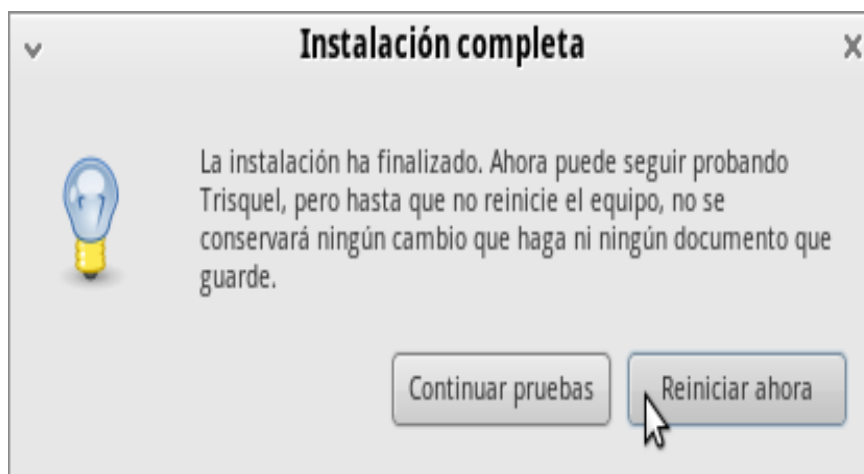 Instalación completa
La instalación ha finalizado. Ahora puede seguir probando
Trisquel, pero hasta que no reinicie el equipo, no se
conservará ningún cambio que haga ni ningún documento que
guarde.
Continuar pruebas
Reiniciar ahora